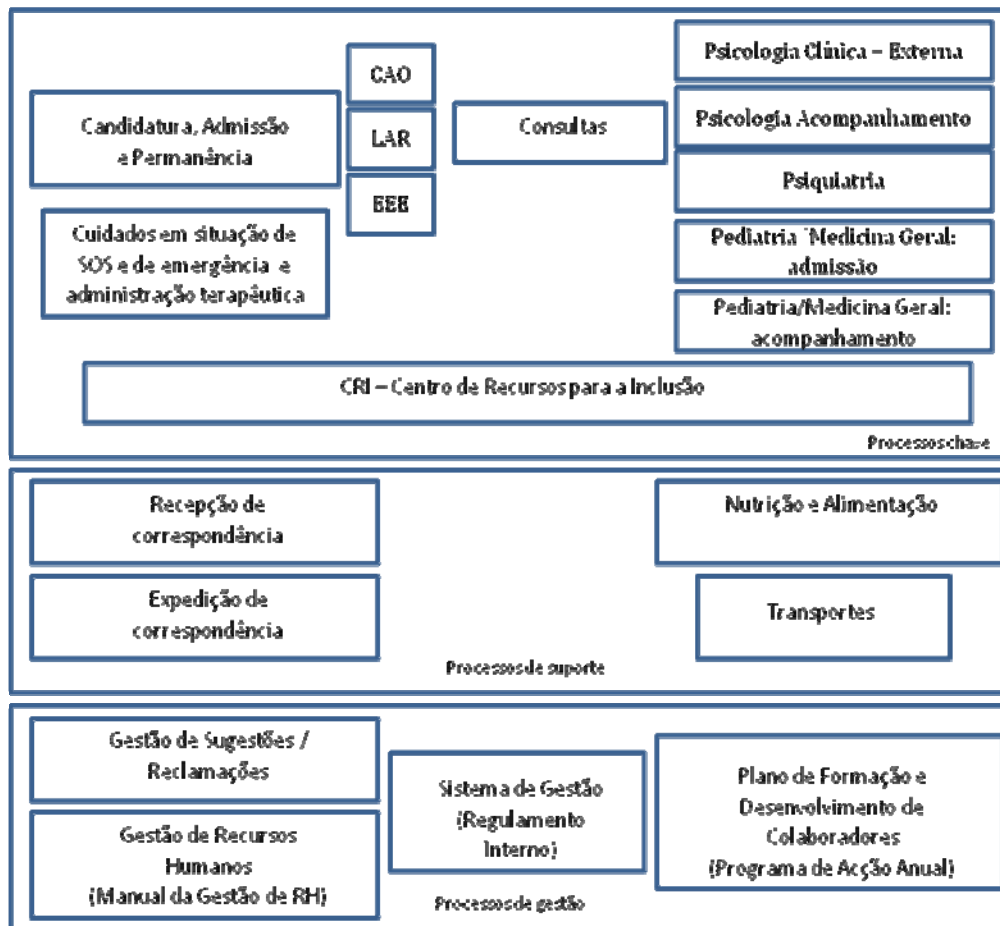 Candidatura, Admissão
e Permanência
CAO
LAR
EEE
Consultas
Psicologia Clínica – Externa
Psicologia Acompanhamento
Psiquiatria
Pediatria Medicina Geral:
admissão
Pediatria/Medicina Geral:
acompanhamento
Cuidados em situação de
SOS e de emergência e
administração terapêutica
CRI – Centro de Recursos para a Inclusão
Processos chave
Recepção de
correspondência
Nutrição e Alimentação
Expedição de
correspondência
Transportes
Processos de suporte
Gestão de Sugestões /
Reclamações
Gestão de Recursos
Humanos
(Manual da Gestão de RH)
Sistema de Gestão
(Regulamento
Interno)
Plano de Formação e
Desenvolvimento de
Colaboradores
(Programa de Acção Anual)
Processos de gestão